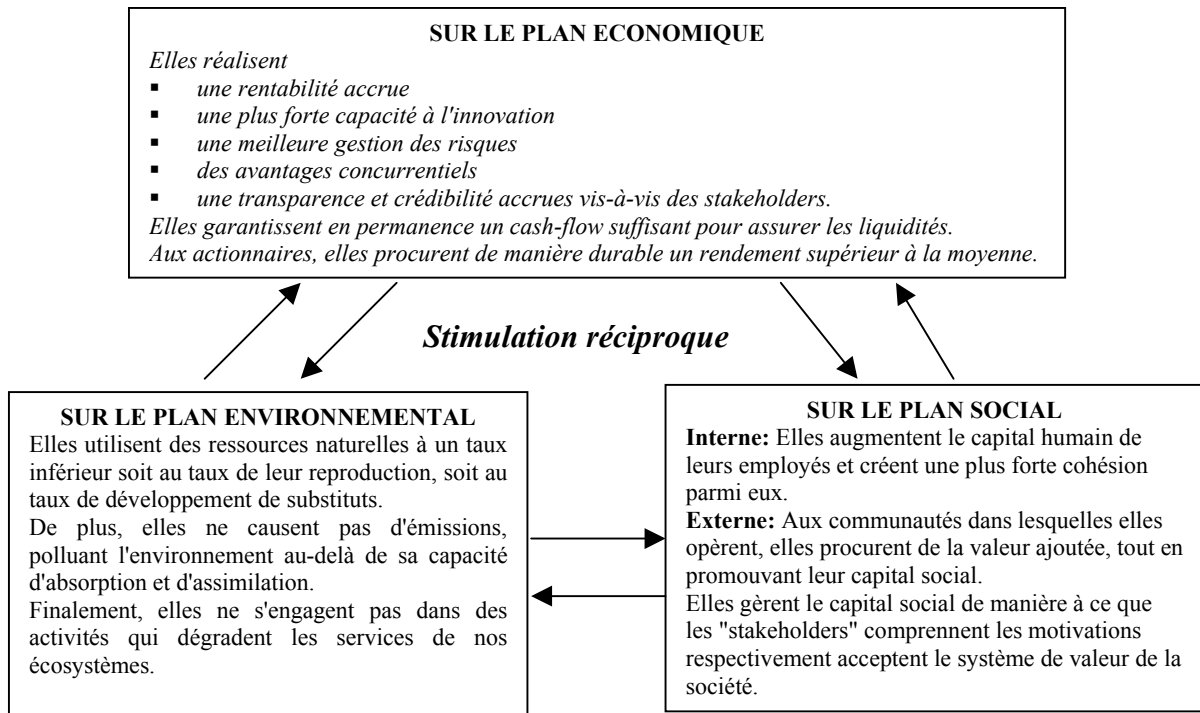 SUR LE PLAN ECONOMIQUE
Elles réalisent
▪ une rentabilité accrue
▪ une plus forte capacité à l'innovation
▪ une meilleure gestion des risques
▪ des avantages concurrentiels
▪ une transparence et crédibilité accrues vis-à-vis des stakeholders.
Elles garantissent en permanence un cash-flow suffisant pour assurer les liquidités.
Aux actionnaires, elles procurent de manière durable un rendement supérieur à la moyenne.
Stimulation réciproque
SUR LE PLAN ENVIRONNEMENTAL
Elles utilisent des ressources naturelles à un taux
inférieur soit au taux de leur reproduction, soit au
taux de développement de substituts.
De plus, elles ne causent pas d'émissions,
polluant l'environnement au-delà de sa capacité
d'absorption et d'assimilation.
Finalement, elles ne s'engagent pas dans des
activités qui dégradent les services de nos
écosystèmes.
SUR LE PLAN SOCIAL
Interne: Elles augmentent le capital humain de
leurs employés et créent une plus forte cohésion
parmi eux.
Externe: Aux communautés dans lesquelles elles
opèrent, elles procurent de la valeur ajoutée, tout en
promouvant leur capital social.
Elles gèrent le capital social de manière à ce que
les "stakeholders" comprennent les motivations
respectivement acceptent le système de valeur de la
société.